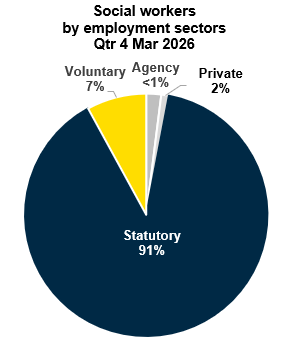 Social workers
by employment sectors
Qtr 4 Mar 2026
Voluntary
7%
Agency
<1%
Private
2%
Statutory
91%